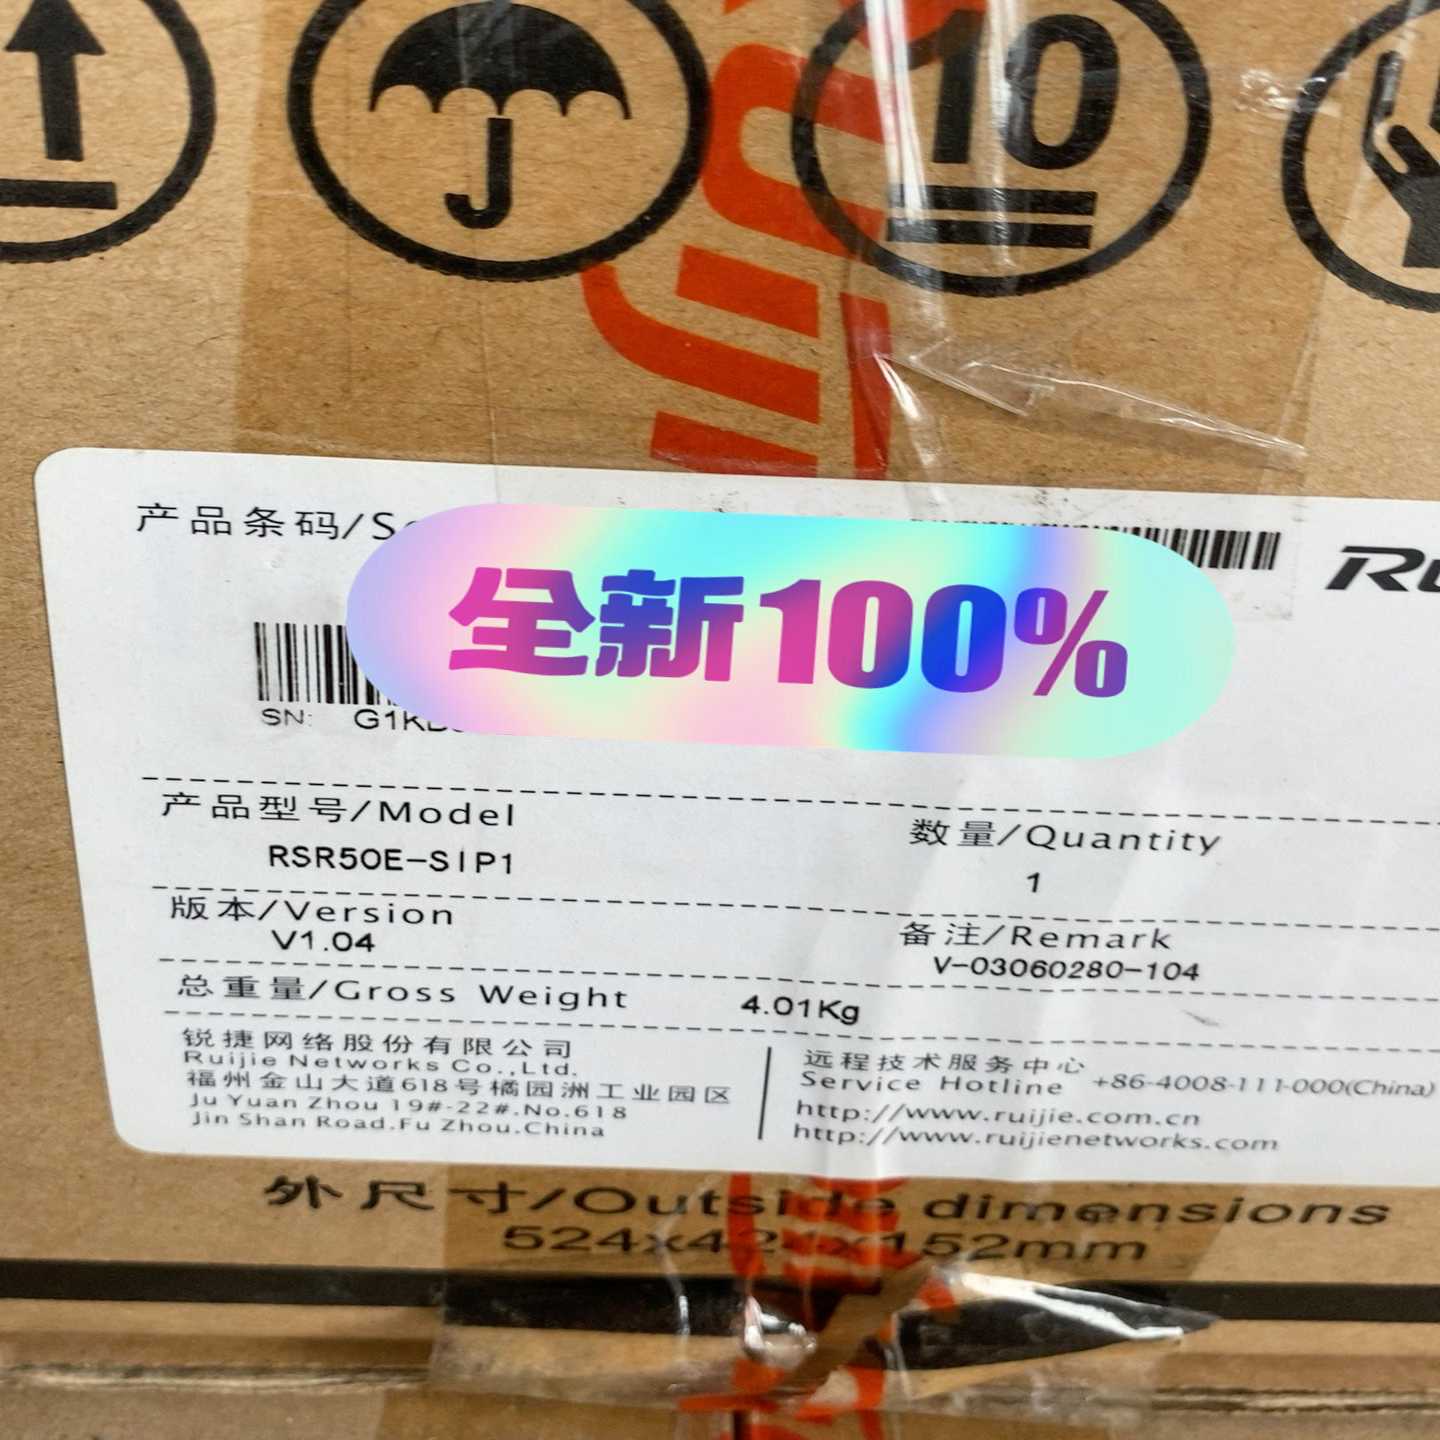 10
Ruijie
产品条码/Se
全新100%
SN: G1K
产品型号/Model
RSR50E-SIP1
数量/Quantity
1
版本/Version
V1.04
备注/Remark
V-03060280-104
总重量/Gross Weight 4.01Kg
锐捷网络股份有限公司
Ruijie Networks Co.,Ltd.
福州金山大道618号橘园洲工业园区
Ju Yuan Zhou 19#-22#.No.618
Jin Shan Road.Fu Zhou.China
远程技术服务中心
Service Hotline +86-4008-111-000(China)
http://www.ruijie.com.cn
http://www.ruijienetworks.com
外尺寸/Outside dimensions
524x424x152mm